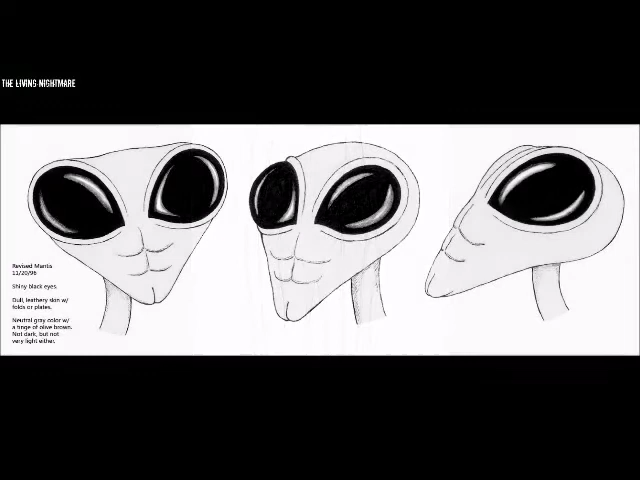 THE LIVING NIGHTMARE
Revised Mantis
11/20/96
Shiny black eyes.
Dull, leathery skin w/
folds or plates.
Neutral gray color w/
a tinge of olive brown.
Not dark, but not
very light either.